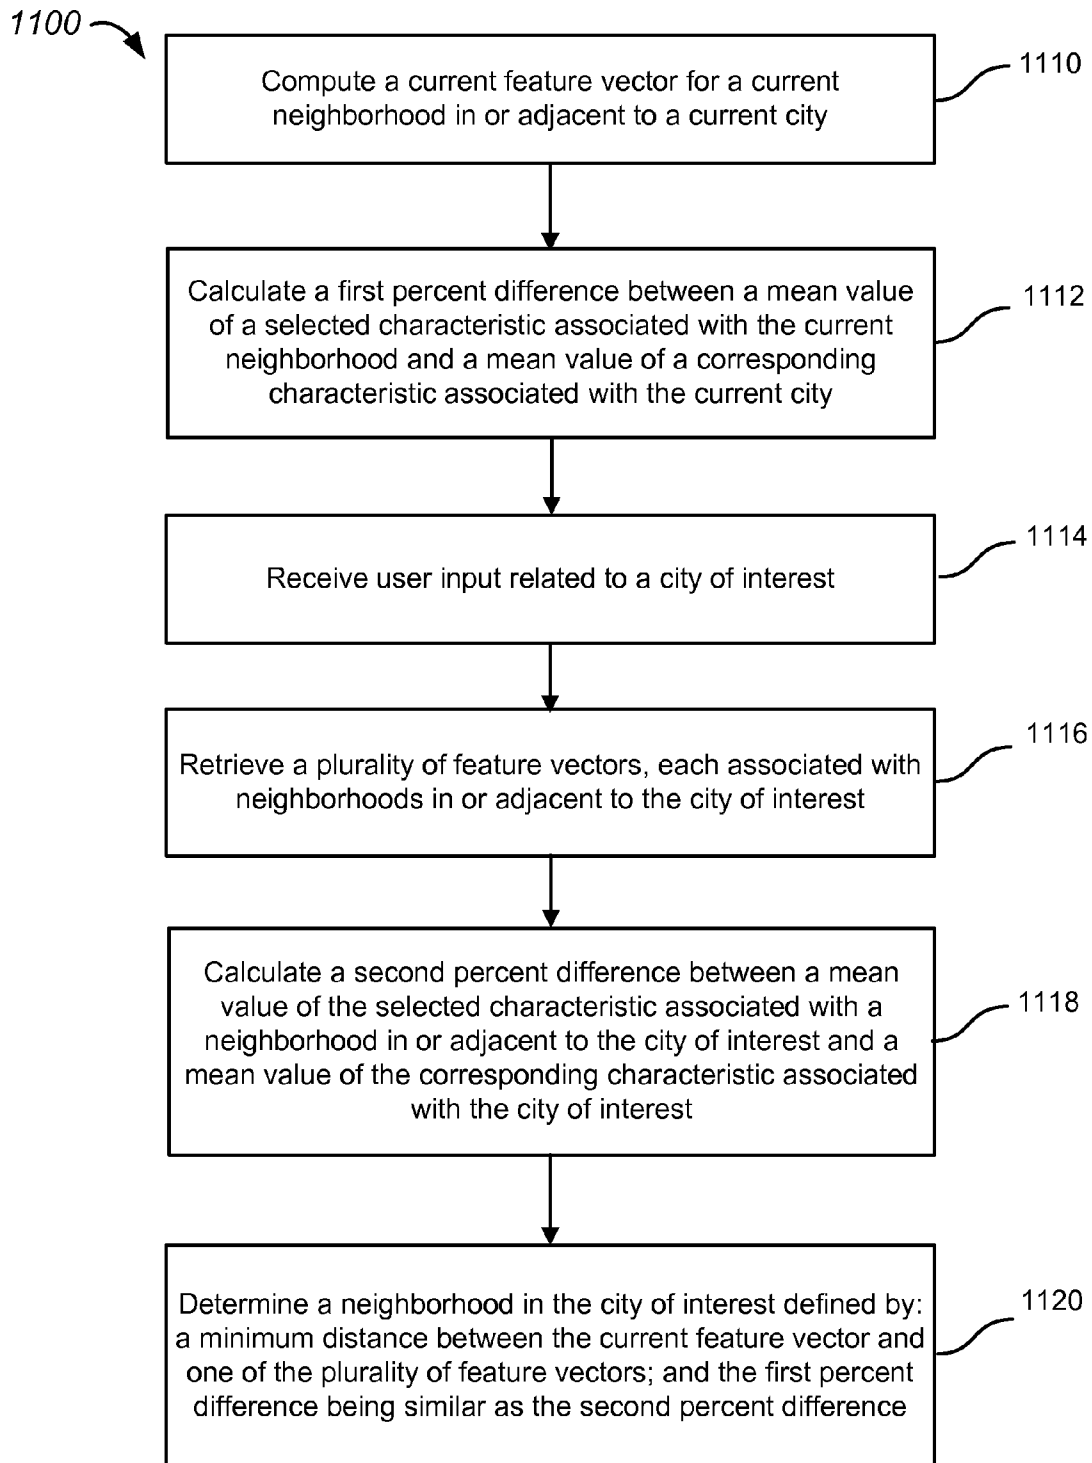 1100
Compute a current feature vector for a current
neighborhood in or adjacent to a current city
1110
Calculate a first percent difference between a mean value
of a selected characteristic associated with the current
neighborhood and a mean value of a corresponding
characteristic associated with the current city
1112
Receive user input related to a city of interest
1114
Retrieve a plurality of feature vectors, each associated with
neighborhoods in or adjacent to the city of interest
1116
Calculate a second percent difference between a mean
value of the selected characteristic associated with a
neighborhood in or adjacent to the city of interest and a
mean value of the corresponding characteristic associated
with the city of interest
1118
Determine a neighborhood in the city of interest defined by:
a minimum distance between the current feature vector and
one of the plurality of feature vectors; and the first percent
difference being similar as the second percent difference
1120